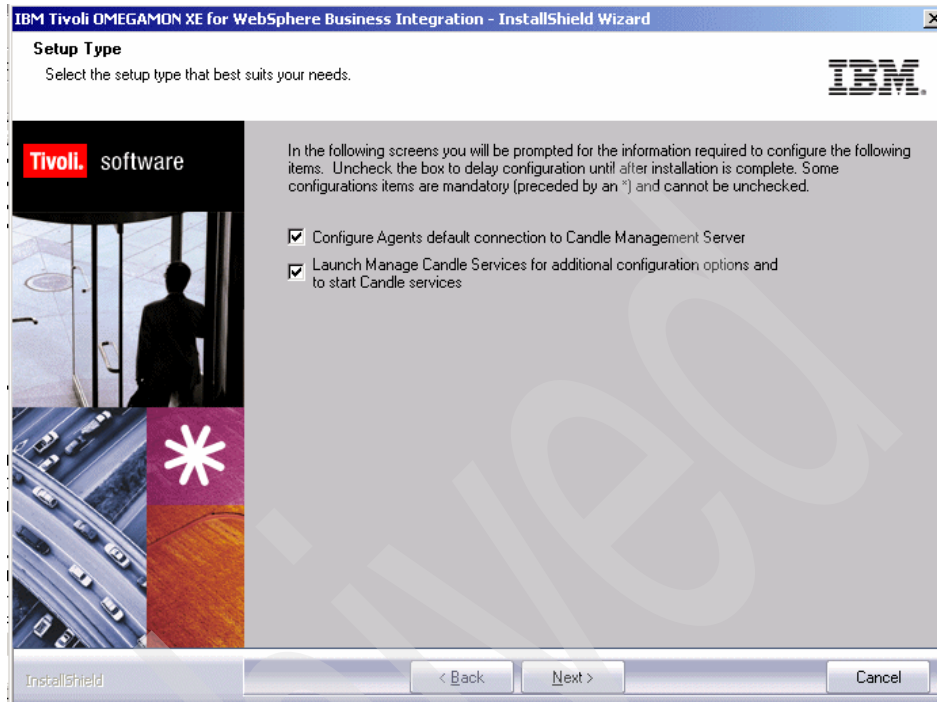 IBM Tivoli OMEGAMON XE for WebSphere Business Integration - InstallShield Wizard
Setup Type
Select the setup type that best suits your needs.
IBM.
Tivoli. software
In the following screens you will be prompted for the information required to configure the following
items. Uncheck the box to delay configuration until after installation is complete. Some
configurations items are mandatory (preceded by an *) and cannot be unchecked.
Configure Agents default connection to Candle Management Server
Launch Manage Candle Services for additional configuration options and
to start Candle services
InstallShield
< Back
Next >
Cancel